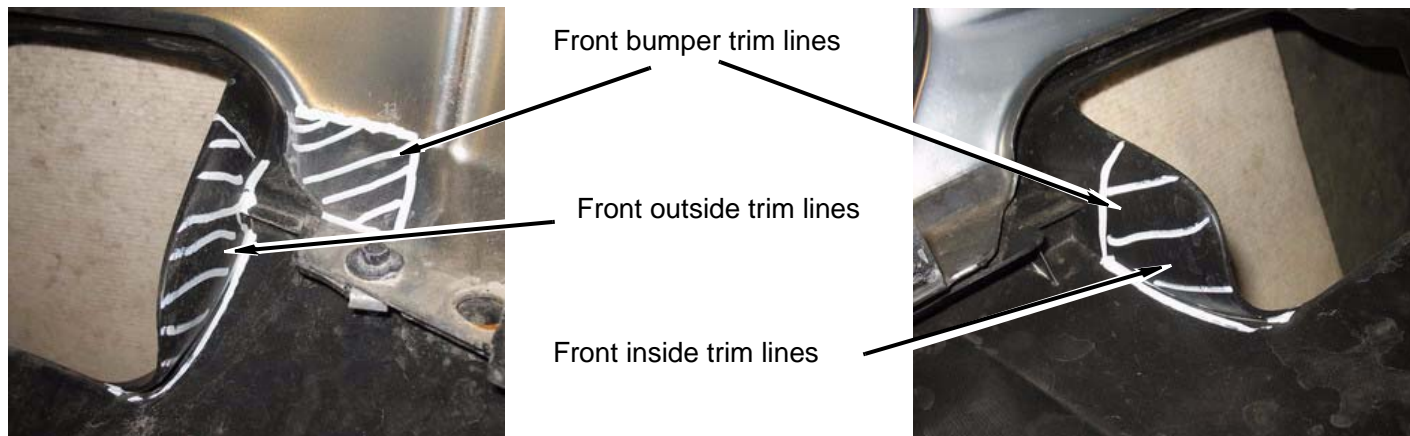 Front bumper trim lines
Front outside trim lines
Front inside trim lines